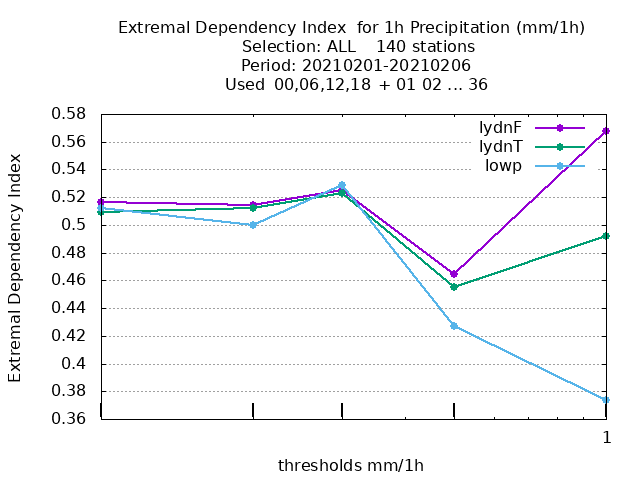 Extremal Dependency Index  for 1h Precipitation (mm/1h)
Selection: ALL    140 stations
Period: 20210201-20210206
Used  00,06,12,18  + 01 02 ... 36
lydnF
lydnT
lowp
Extremal Dependency Index
0.58
0.56
0.54
0.52
0.5
0.48
0.46
0.44
0.42
0.4
0.38
0.36
1
thresholds mm/1h